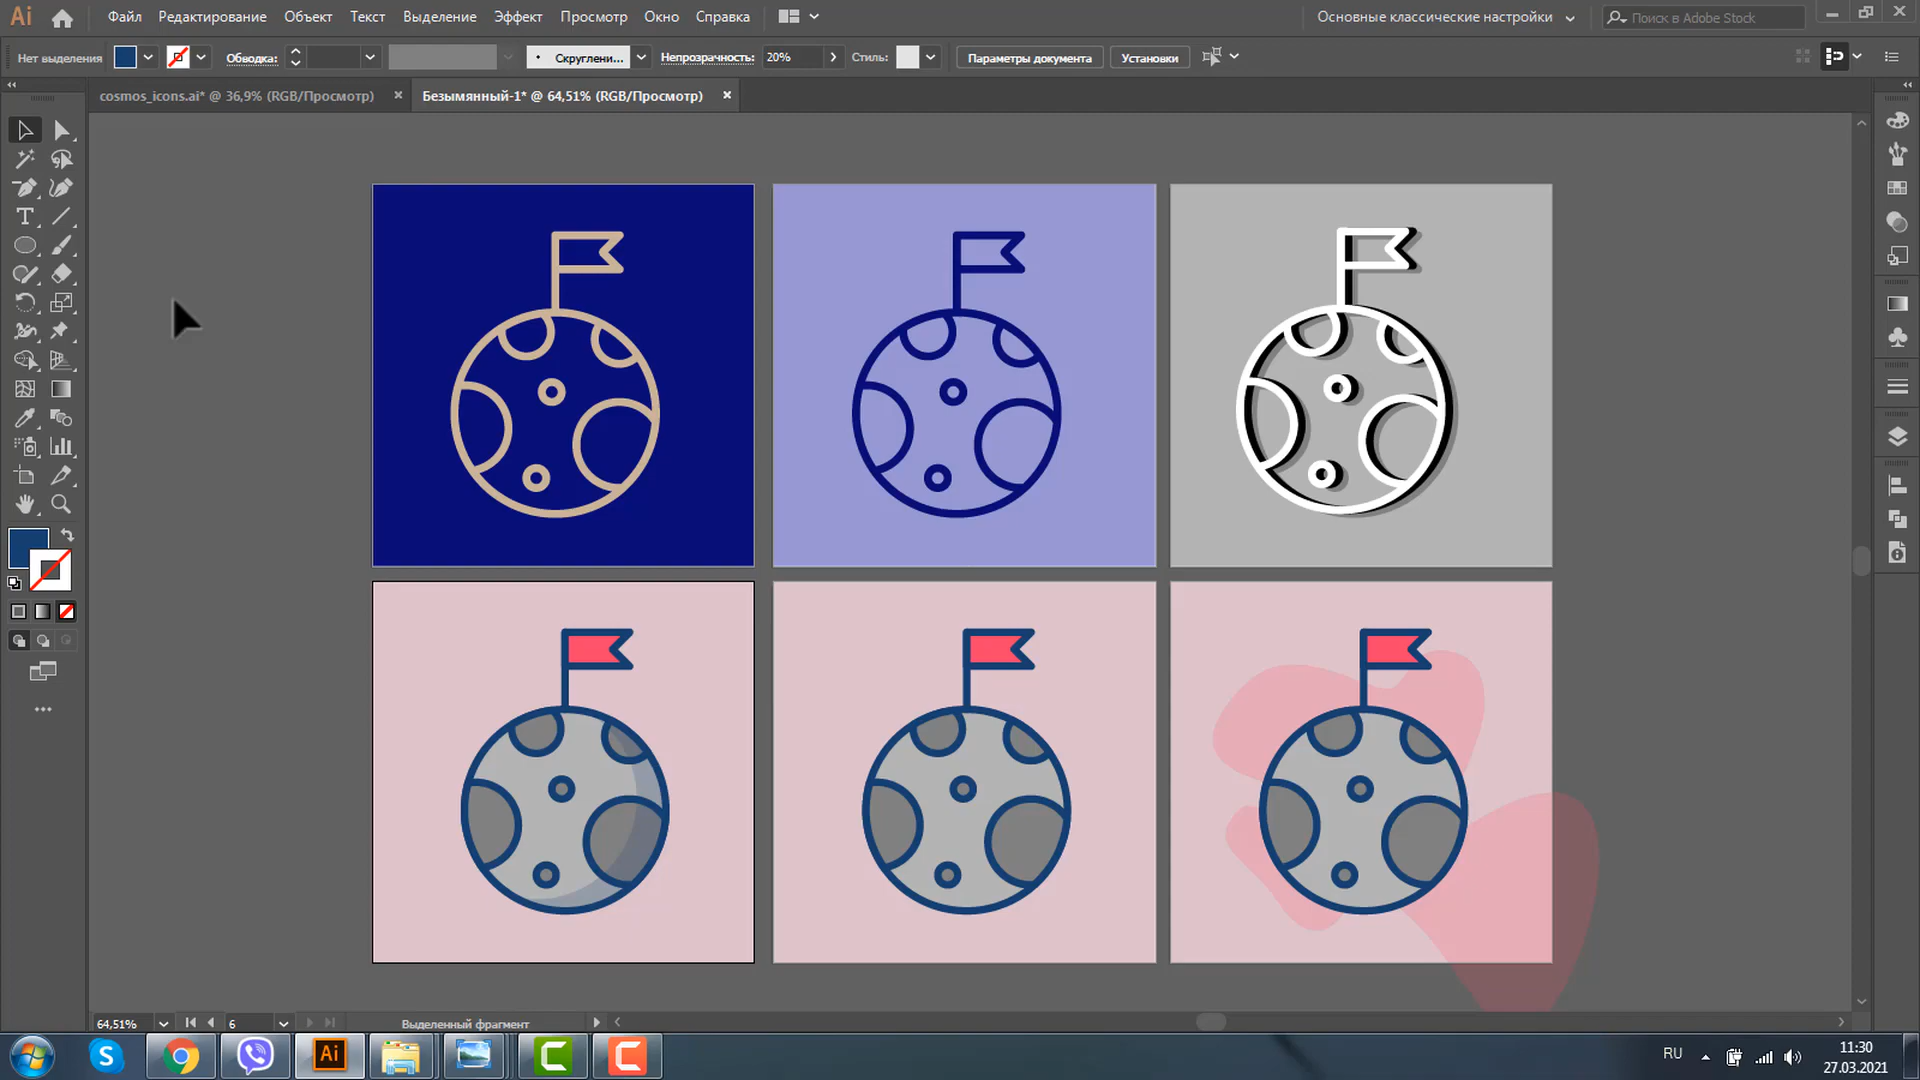 Ai Файл Редактирование Объект Текст Выделение Эффект Просмотр Окно Справка Основные классические настройки Поиск в Adobe Stock
Нет выделения Обводка: Скруглени... Непрозрачность: 20% Стиль: Параметры документа Установки
cosmos_icons.ai* @ 36,9% (RGB/Просмотр) Безымянный-1* @ 64,51% (RGB/Просмотр)
64,51% 6 Выделенный фрагмент
Ai RU 11:30
27.03.2021